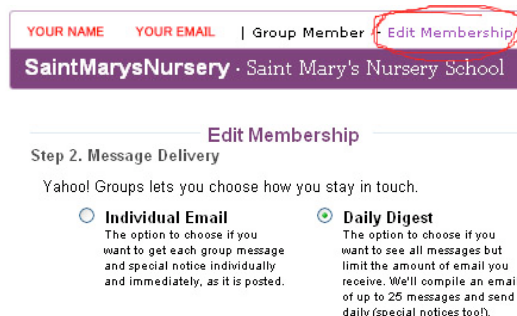 YOUR NAME YOUR EMAIL | Group Member - Edit Membership
SaintMarysNursery · Saint Mary's Nursery School
Edit Membership
Step 2. Message Delivery
Yahoo! Groups lets you choose how you stay in touch.
Individual Email
The option to choose if you
want to get each group message
and special notice individually
and immediately, as it is posted.
Daily Digest
The option to choose if you
want to see all messages but
limit the amount of email you
receive. We'll compile an emai
of up to 25 messages and send
daily (special notices too!).